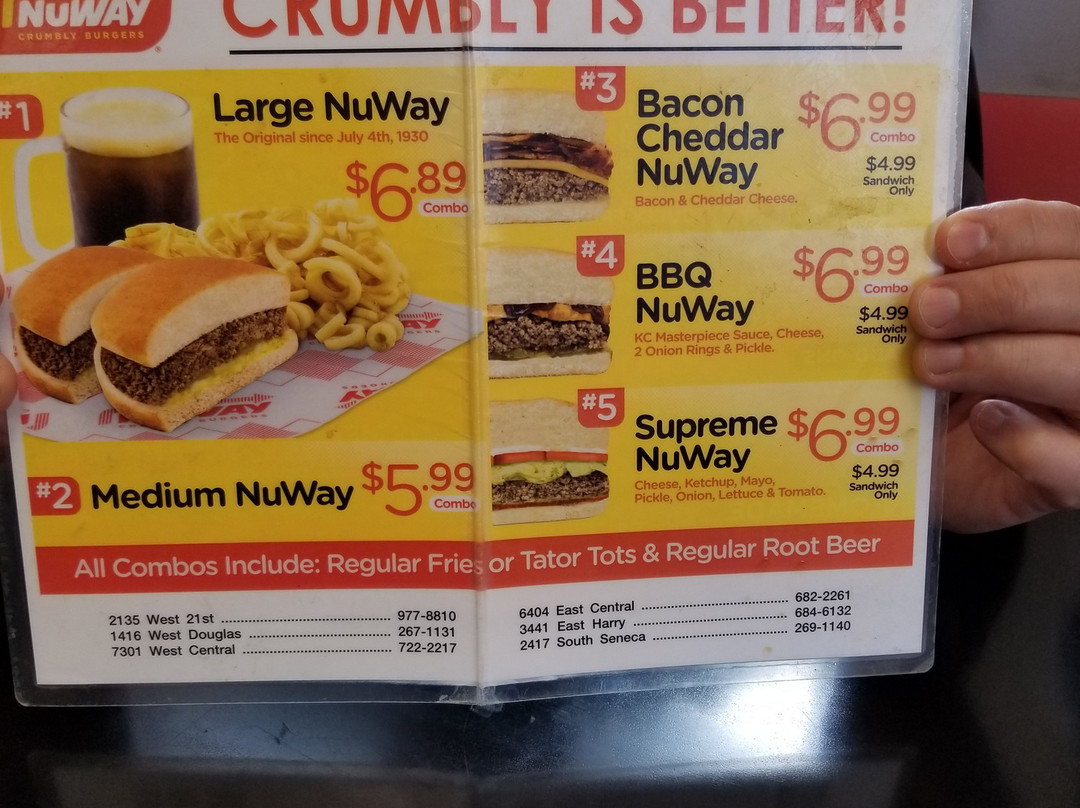 NUWAY
CRUMBLY BURGERS
CRUMBLY IS BETTER!
#1
Large NuWay
The Original since July 4th, 1930
$6.89
Combo
#2 Medium NuWay $5.99
Combo
#3
Bacon
Cheddar
NuWay
Bacon & Cheddar Cheese.
$6.99
Combo
$4.99
Sandwich
Only
#4
BBQ
NuWay
KC Masterpiece Sauce, Cheese,
2 Onion Rings & Pickle.
$6.99
Combo
$4.99
Sandwich
Only
#5
Supreme
NuWay
Cheese, Ketchup, Mayo,
Pickle, Onion, Lettuce & Tomato.
$6.99
Combo
$4.99
Sandwich
Only
All Combos Include: Regular Fries or Tator Tots & Regular Root Beer
2135 West 21st ........ 977-8810
1416 West Douglas ........ 267-1131
7301 West Central ........ 722-2217
6404 East Central ........ 682-2261
3441 East Harry ........ 684-6132
2417 South Seneca ........ 269-1140